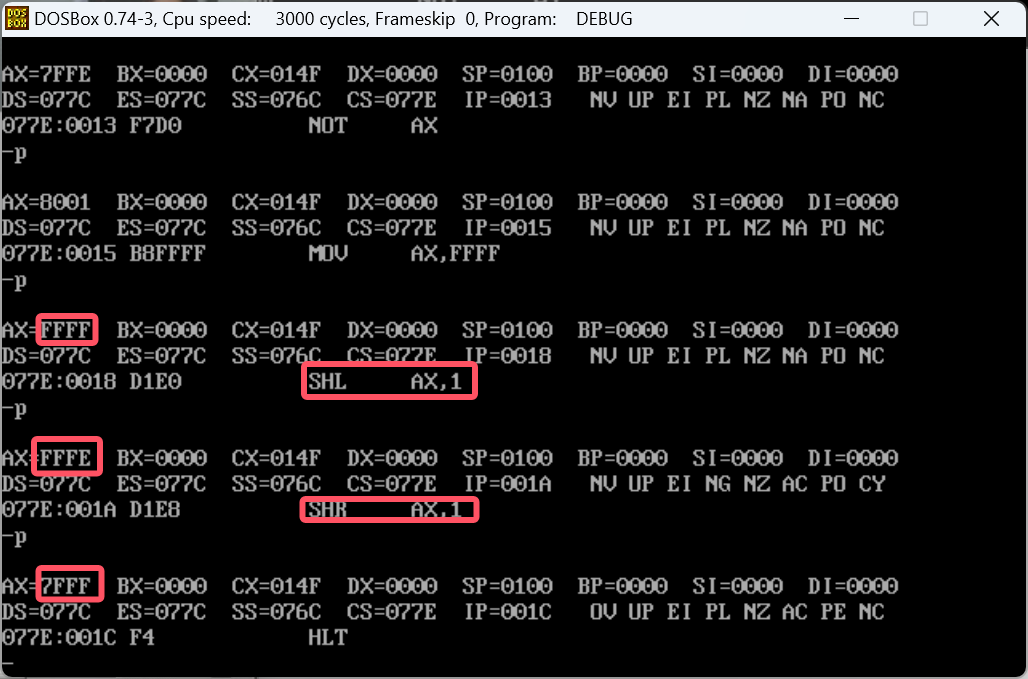 DOS BOX DOSBox 0.74-3, Cpu speed: 3000 cycles, Frameskip 0, Program: DEBUG
AX=7FFE BX=0000 CX=014F DX=0000 SP=0100 BP=0000 SI=0000 DI=0000
DS=077C ES=077C SS=076C CS=077E IP=0013 NV UP EI PL NZ NA PO NC
077E:0013 F7D0 NOT AX
-p
AX=8001 BX=0000 CX=014F DX=0000 SP=0100 BP=0000 SI=0000 DI=0000
DS=077C ES=077C SS=076C CS=077E IP=0015 NV UP EI PL NZ NA PO NC
077E:0015 B8FFFF MOV AX,FFFF
-p
AX=FFFF BX=0000 CX=014F DX=0000 SP=0100 BP=0000 SI=0000 DI=0000
DS=077C ES=077C SS=076C CS=077E IP=0018 NV UP EI PL NZ NA PO NC
077E:0018 D1E0 SHL AX,1
-p
AX=FFFE BX=0000 CX=014F DX=0000 SP=0100 BP=0000 SI=0000 DI=0000
DS=077C ES=077C SS=076C CS=077E IP=001A NV UP EI NG NZ AC PO CY
077E:001A D1E8 SHR AX,1
-p
AX=7FFF BX=0000 CX=014F DX=0000 SP=0100 BP=0000 SI=0000 DI=0000
DS=077C ES=077C SS=076C CS=077E IP=001C OV UP EI PL NZ AC PE NC
077E:001C F4 HLT
-